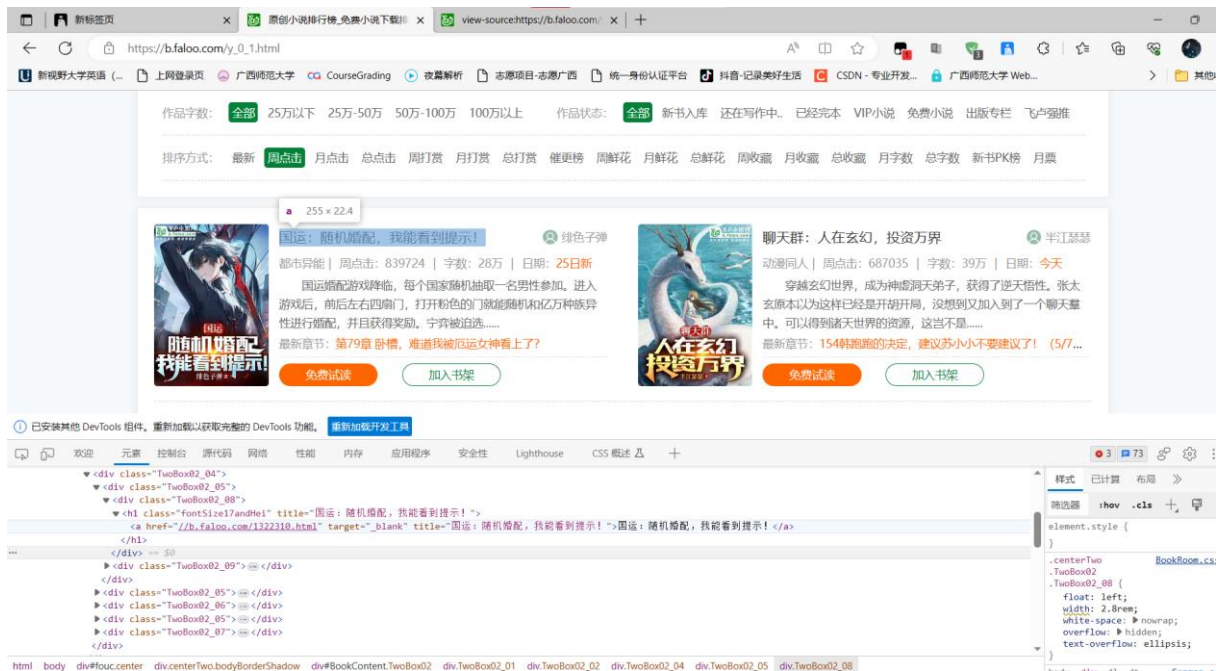 新标签页
原创小说排行榜_免费小说下载排
view-source:https://b.faloo.com/
https://b.faloo.com/y_0_1.html
新视野大学英语 (...
上网登录页
广西师范大学
CourseGrading
夜幕解析
志愿项目-志愿广西
统一身份认证平台
抖音-记录美好生活
CSDN - 专业开发...
广西师范大学 Web...
作品字数: 全部 25万以下 25万-50万 50万-100万 100万以上 作品状态: 全部 新书入库 还在写作中.. 已经完本 VIP小说 免费小说 出版专栏 飞卢强推
排序方式: 最新 周点击 月点击 总点击 周打赏 月打赏 总打赏 催更榜 周鲜花 月鲜花 总鲜花 周收藏 月收藏 总收藏 月字数 总字数 新书PK榜 月票
a 255 × 22.4
国运：随机婚配，我能看到提示！ 绯色子弹
都市异能 | 周点击: 839724 | 字数: 28万 | 日期: 25日新
国运婚配游戏降临，每个国家随机抽取一名男性参加。进入
游戏后，前后左右四扇门，打开粉色的门就能随机和亿万种族异
性进行婚配，并且获得奖励。宁弈被迫选......
最新章节: 第79章 卧槽，难道我被厄运女神看上了?
免费试读 加入书架
国运
随机婚配
我能看到提示!
聊天群：人在玄幻，投资万界 半江瑟瑟
动漫同人 | 周点击: 687035 | 字数: 39万 | 日期: 今天
穿越玄幻世界，成为神虚洞天弟子，获得了逆天悟性。张太
玄原本以为这样已经是开胡开局，没想到又加入到了一个聊天羣
中。可以得到諸天世界的资源，这岂不是......
最新章节: 154韩跑跑的决定，建议苏小小不要建议了! (5/7...
免费试读 加入书架
聊天群
人在玄幻
投资万界
已安装其他 DevTools 组件。重新加载以获取完整的 DevTools 功能。 重新加载开发工具
欢迎 元素 控制台 源代码 网络 性能 内存 应用程序 安全性 Lighthouse CSS 概述 3 73
<div class="TwoBox02_04">
<div class="TwoBox02_05">
<div class="TwoBox02_08">
<h1 class="fontSize17andHei" title="国运：随机婚配，我能看到提示！">
<a href="//b.faloo.com/1322310.html" target="_blank" title="国运：随机婚配，我能看到提示！">国运：随机婚配，我能看到提示！</a>
</h1>
</div> == $0
<div class="TwoBox02_09"></div>
</div>
<div class="TwoBox02_05"></div>
<div class="TwoBox02_06"></div>
<div class="TwoBox02_05"></div>
<div class="TwoBox02_07"></div>
</div>
样式 已计算 布局
筛选器 :hov .cls
element.style {
}
.centerTwo BookRoom.css
.TwoBox02
.TwoBox02_08 {
float: left;
width: 2.8rem;
white-space: nowrap;
overflow: hidden;
text-overflow: ellipsis;
}
html body div#fouc.center div.centerTwo.bodyBorderShadow div#BookContent.TwoBox02 div.TwoBox02_01 div.TwoBox02_02 div.TwoBox02_04 div.TwoBox02_05 div.TwoBox02_08